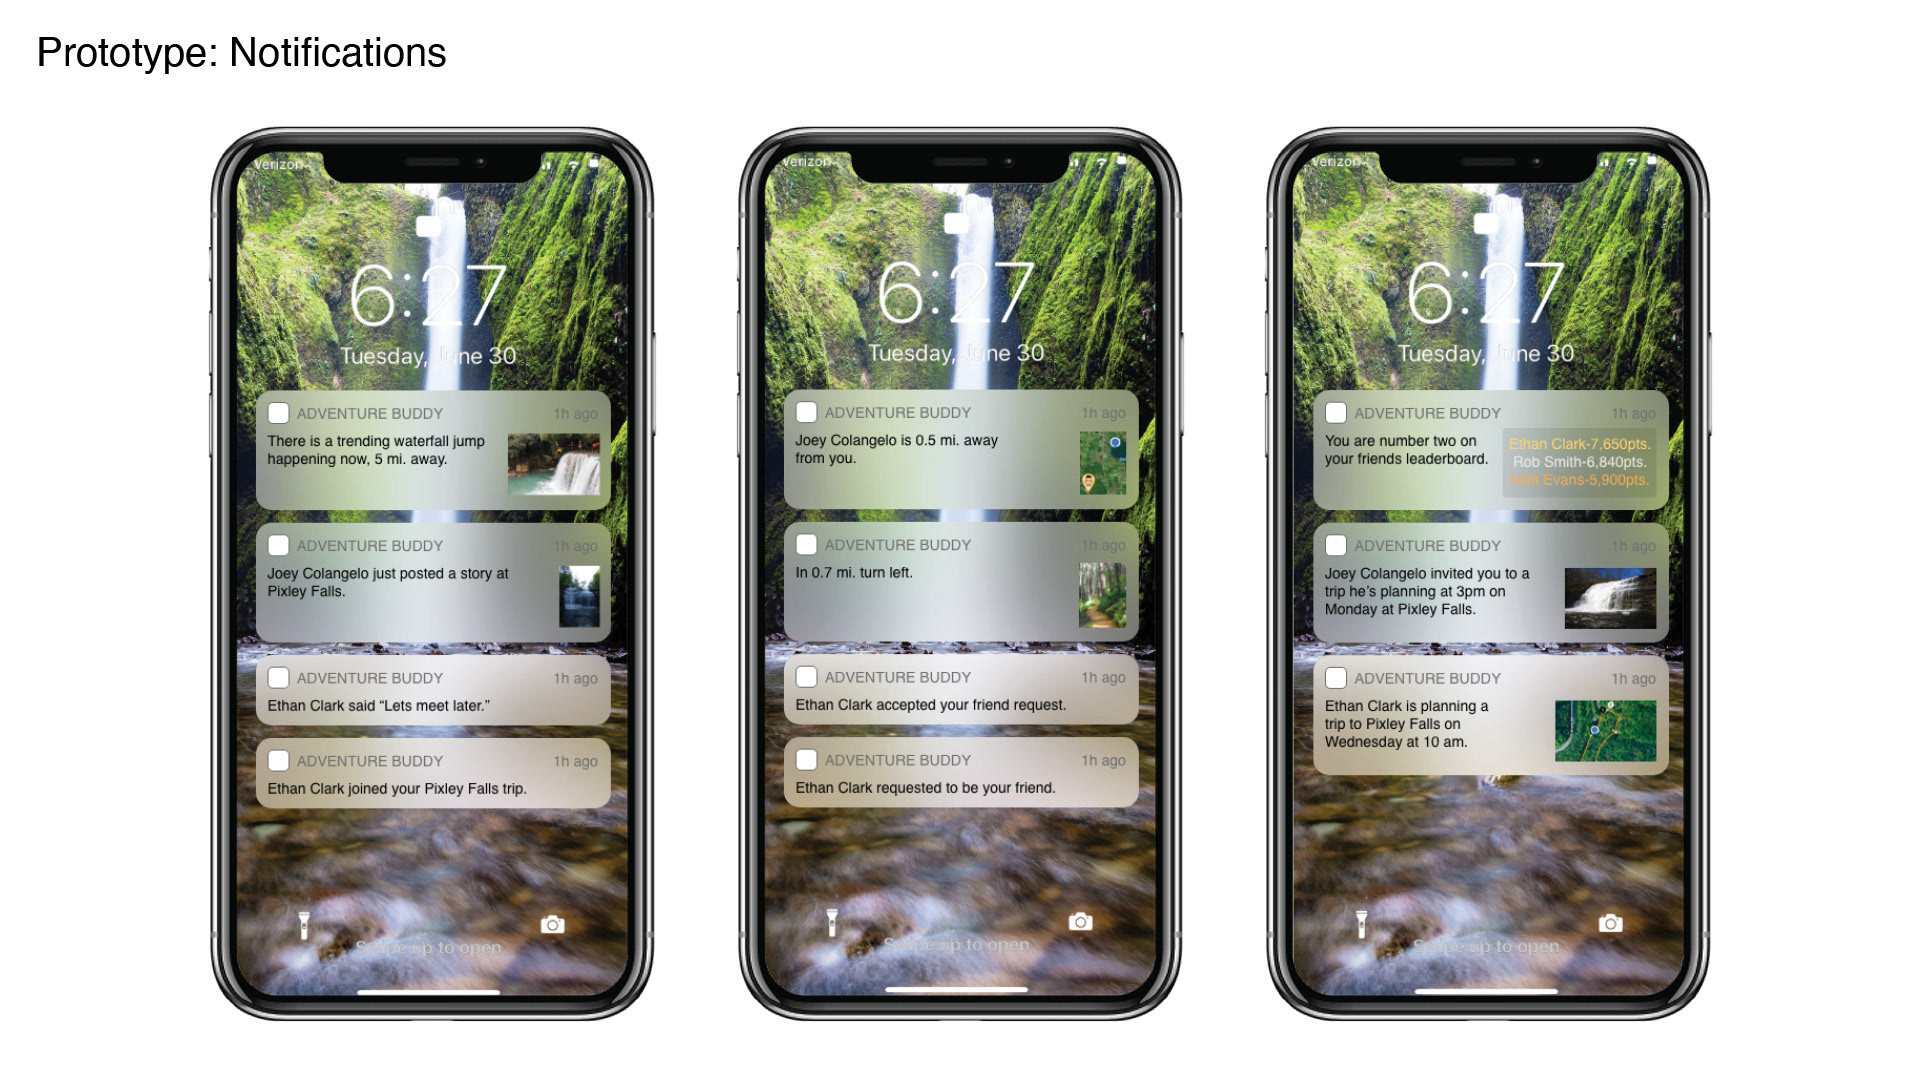 Prototype: Notifications
Verizon
6:27
Tuesday, June 30
ADVENTURE BUDDY 1h ago
There is a trending waterfall jump
happening now, 5 mi. away.
ADVENTURE BUDDY 1h ago
Joey Colangelo just posted a story at
Pixley Falls.
ADVENTURE BUDDY 1h ago
Ethan Clark said “Lets meet later.”
ADVENTURE BUDDY 1h ago
Ethan Clark joined your Pixley Falls trip.
Swipe up to open
Verizon
6:27
Tuesday, June 30
ADVENTURE BUDDY 1h ago
Joey Colangelo is 0.5 mi. away
from you.
ADVENTURE BUDDY 1h ago
In 0.7 mi. turn left.
ADVENTURE BUDDY 1h ago
Ethan Clark accepted your friend request.
ADVENTURE BUDDY 1h ago
Ethan Clark requested to be your friend.
Swipe up to open
Verizon
6:27
Tuesday, June 30
ADVENTURE BUDDY 1h ago
You are number two on
your friends leaderboard.
Ethan Clark-7,650pts.
Rob Smith-6,840pts.
Matt Evans-5,900pts.
ADVENTURE BUDDY 1h ago
Joey Colangelo invited you to a
trip he’s planning at 3pm on
Monday at Pixley Falls.
ADVENTURE BUDDY 1h ago
Ethan Clark is planning a
trip to Pixley Falls on
Wednesday at 10 am.
Swipe up to open